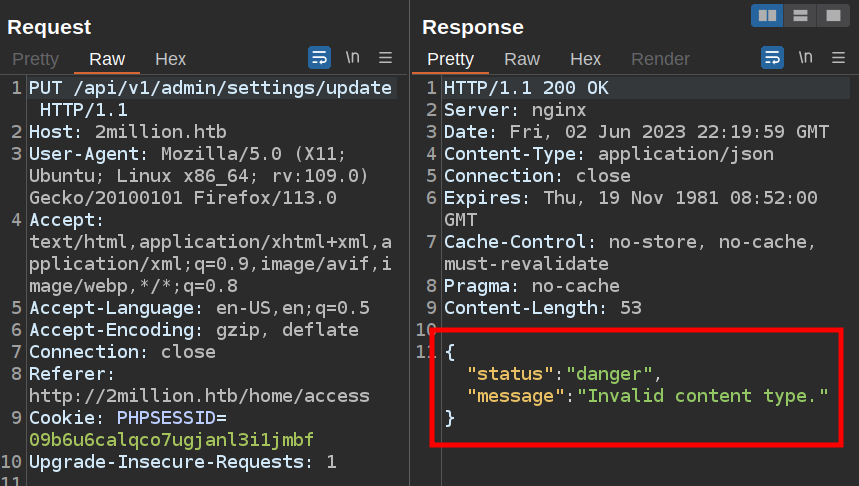 Request
Pretty Raw Hex \n
1 PUT /api/v1/admin/settings/update
HTTP/1.1
2 Host: 2million.htb
3 User-Agent: Mozilla/5.0 (X11;
Ubuntu; Linux x86_64; rv:109.0)
Gecko/20100101 Firefox/113.0
4 Accept:
text/html,application/xhtml+xml,a
pplication/xml;q=0.9,image/avif,i
mage/webp,*/*;q=0.8
5 Accept-Language: en-US,en;q=0.5
6 Accept-Encoding: gzip, deflate
7 Connection: close
8 Referer:
http://2million.htb/home/access
9 Cookie: PHPSESSID=
09b6u6calqco7ugjanl3i1jmbf
10 Upgrade-Insecure-Requests: 1
11
Response
Pretty Raw Hex Render \n
1 HTTP/1.1 200 OK
2 Server: nginx
3 Date: Fri, 02 Jun 2023 22:19:59 GMT
4 Content-Type: application/json
5 Connection: close
6 Expires: Thu, 19 Nov 1981 08:52:00
GMT
7 Cache-Control: no-store, no-cache,
must-revalidate
8 Pragma: no-cache
9 Content-Length: 53
10
11 {
"status":"danger",
"message":"Invalid content type."
}